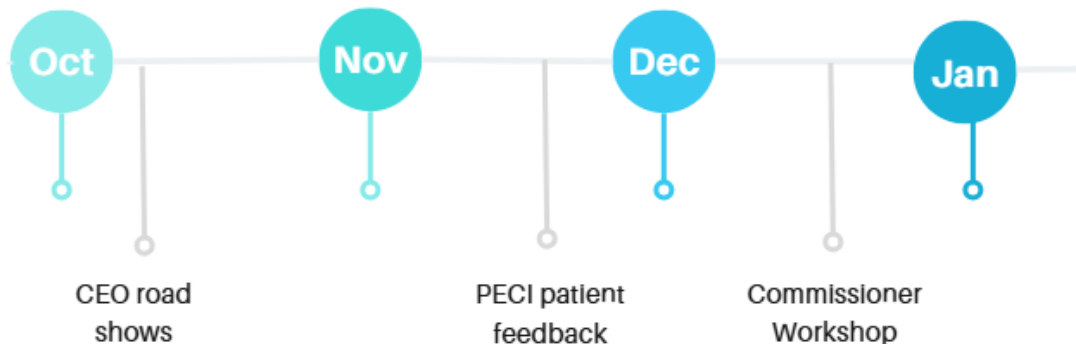 Oct
Nov
Dec
Jan
CEO road
shows
PECI patient
feedback
Commissioner
Workshop